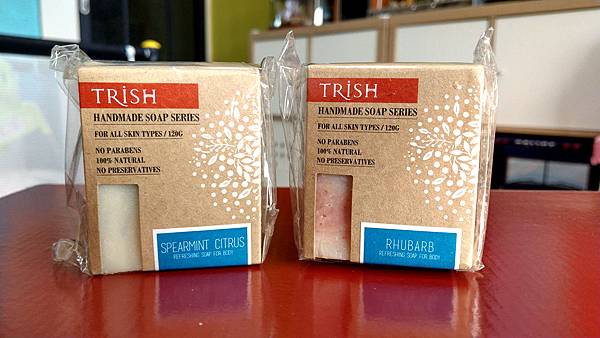 TRiSH
HANDMADE SOAP SERIES
FOR ALL SKIN TYPES / 120G
NO PARABENS
100% NATURAL
NO PRESERVATIVES
SPEARMINT CITRUS
REFRESHING SOAP FOR BODY
TRiSH
HANDMADE SOAP SERIES
FOR ALL SKIN TYPES / 120G
NO PARABENS
100% NATURAL
NO PRESERVATIVES
RHUBARB
REFRESHING SOAP FOR BODY